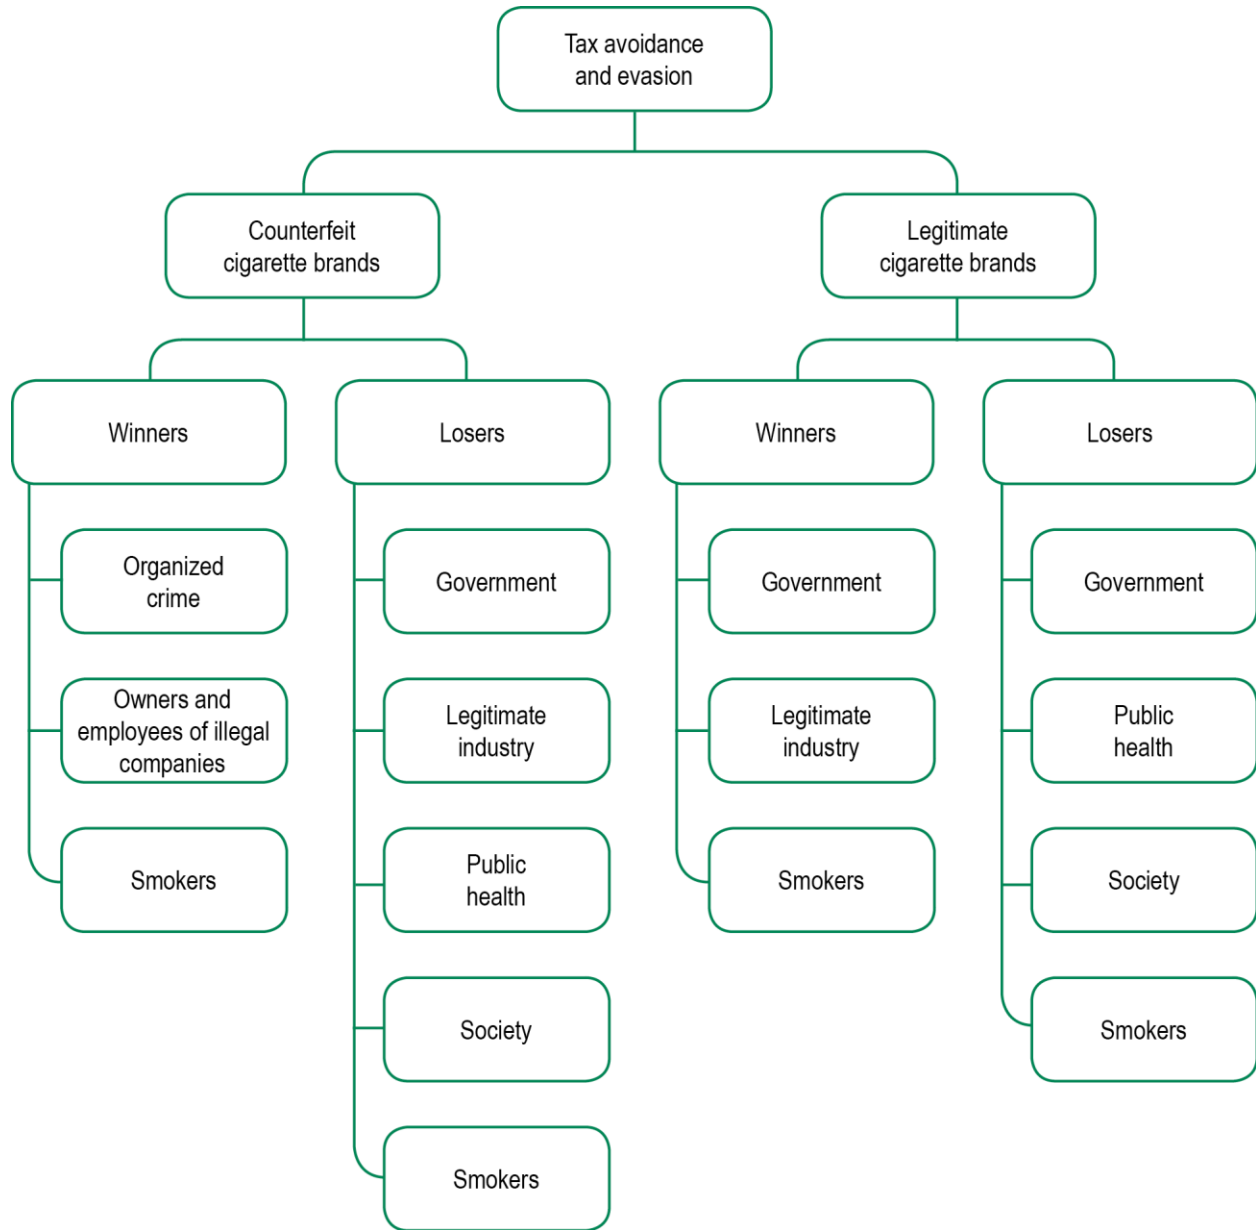 Tax avoidance
and evasion
Counterfeit
cigarette brands
Legitimate
cigarette brands
Winners
Losers
Winners
Losers
Organized
crime
Owners and
employees of illegal
companies
Smokers
Government
Legitimate
industry
Public
health
Society
Smokers
Government
Legitimate
industry
Smokers
Government
Public
health
Society
Smokers